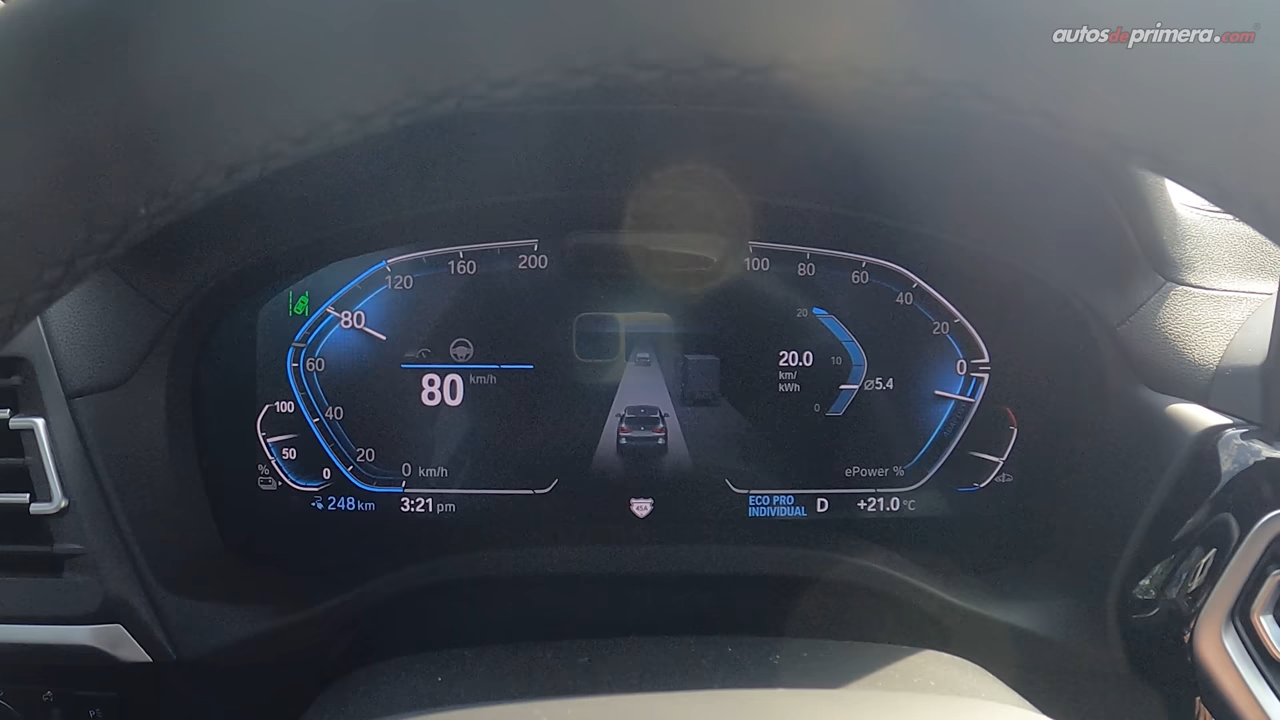 autosdeprimera.com
200
160
120
80
60
40
20
0 km/h
80 km/h
100
50
0
%
248 km
3:21 pm
45A
100
80
60
40
20
0
20
10
0
20.0
km/
kWh
⌀5.4
ePower %
ECO PRO
INDIVIDUAL
D
+21.0 °C